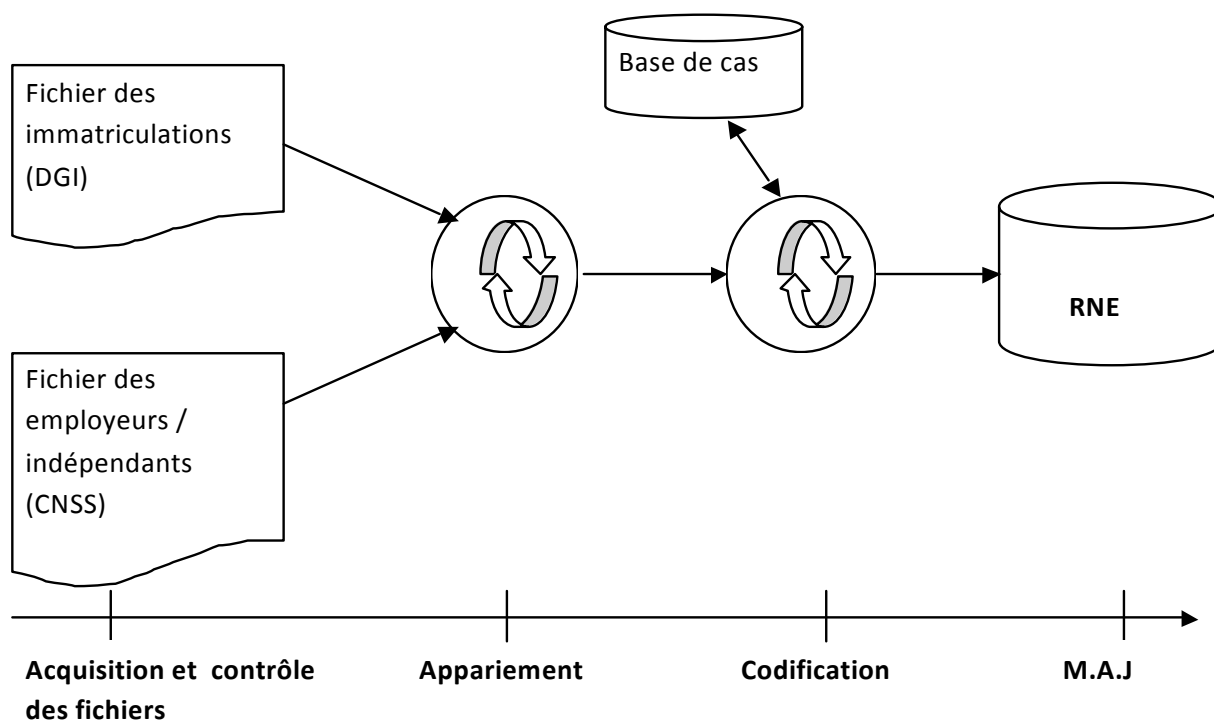 Base de cas
Fichier des
immatriculations
(DGI)
RNE
Fichier des
employeurs /
indépendants
(CNSS)
Acquisition et contrôle
des fichiers
Appariement
Codification
M.A.J